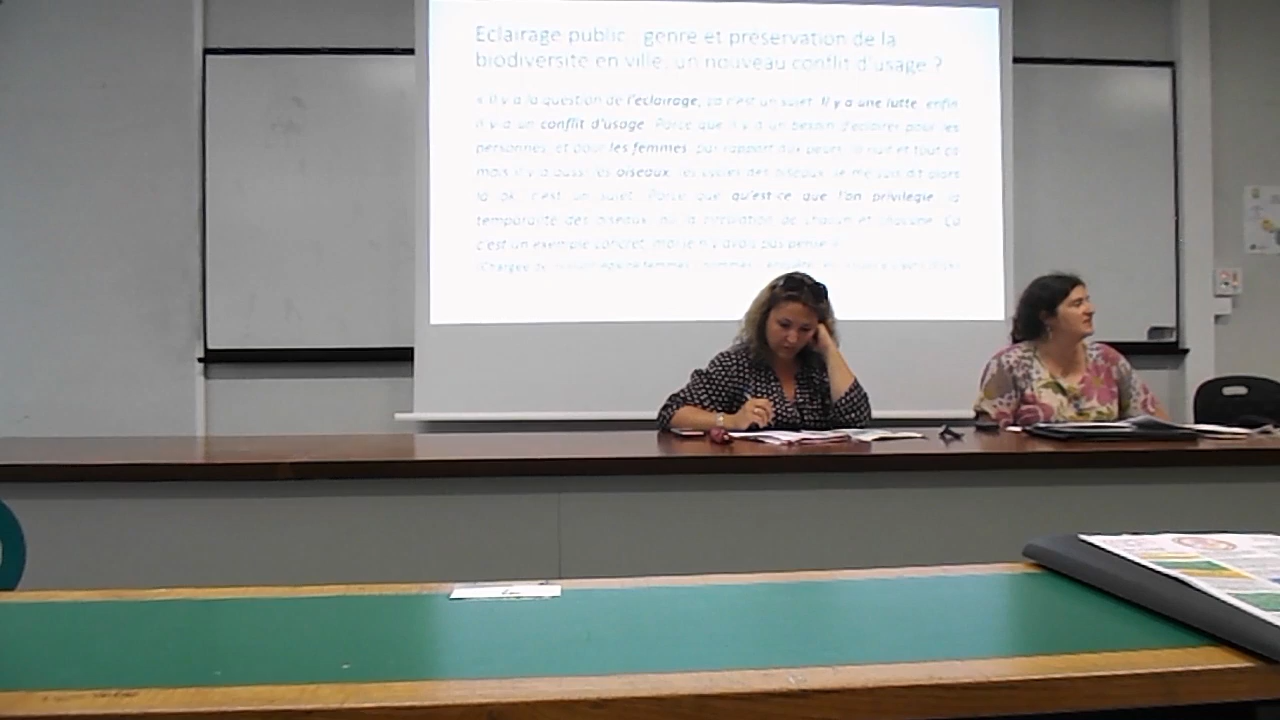 Eclairage public : genre et préservation de la
biodiversité en ville, un nouveau conflit d'usage ?
« Il y a la question de l'éclairage, ça c'est un sujet. Il y a une lutte, enfin
il y a un conflit d'usage. Parce que il y a un besoin d'éclairer pour les
personnes, et pour les femmes, par rapport aux peurs, la nuit et tout ça
mais il y a aussi les oiseaux, les cycles des oiseaux. Je me suis dit alors
là ok, c'est un sujet. Parce que qu'est-ce que l'on privilégie, la
temporalité des oiseaux, ou la circulation de chacun et chacune. Ça
c'est un exemple concret, moi je n'y avais pas pensé »
(Chargée de femmes hommes